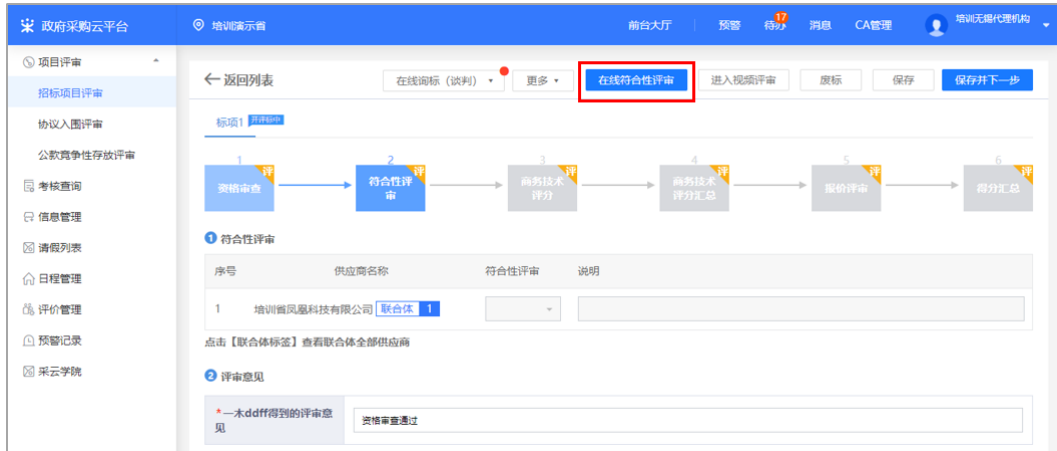 政府采购云平台
培训演示省
前台大厅 预警 待办 17 消息 CA管理 培训无锡代理机构
项目评审
招标项目评审
协议入围评审
公款竞争性存放评审
考核查询
信息管理
请假列表
日程管理
评价管理
预警记录
采云学院
返回列表 在线询标（谈判） 更多 在线符合性评审 进入视频评审 废标 保存 保存并下一步
标项1 开评标中
1 2 3 4 5 6
评 评 评 评 评 评
资格审查 符合性评审 商务技术评分 商务技术评分汇总 报价评审 得分汇总
1 符合性评审
序号 供应商名称 符合性评审 说明
1 培训省凤凰科技有限公司 联合体 1
点击【联合体标签】查看联合体全部供应商
2 评审意见
*一木ddff得到的评审意见 资格审查通过